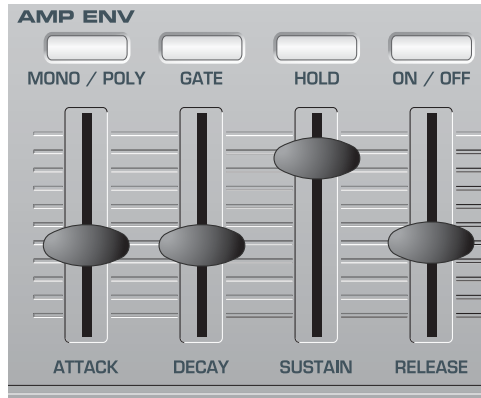 AMP ENV
MONO / POLY GATE HOLD ON / OFF
ATTACK DECAY SUSTAIN RELEASE